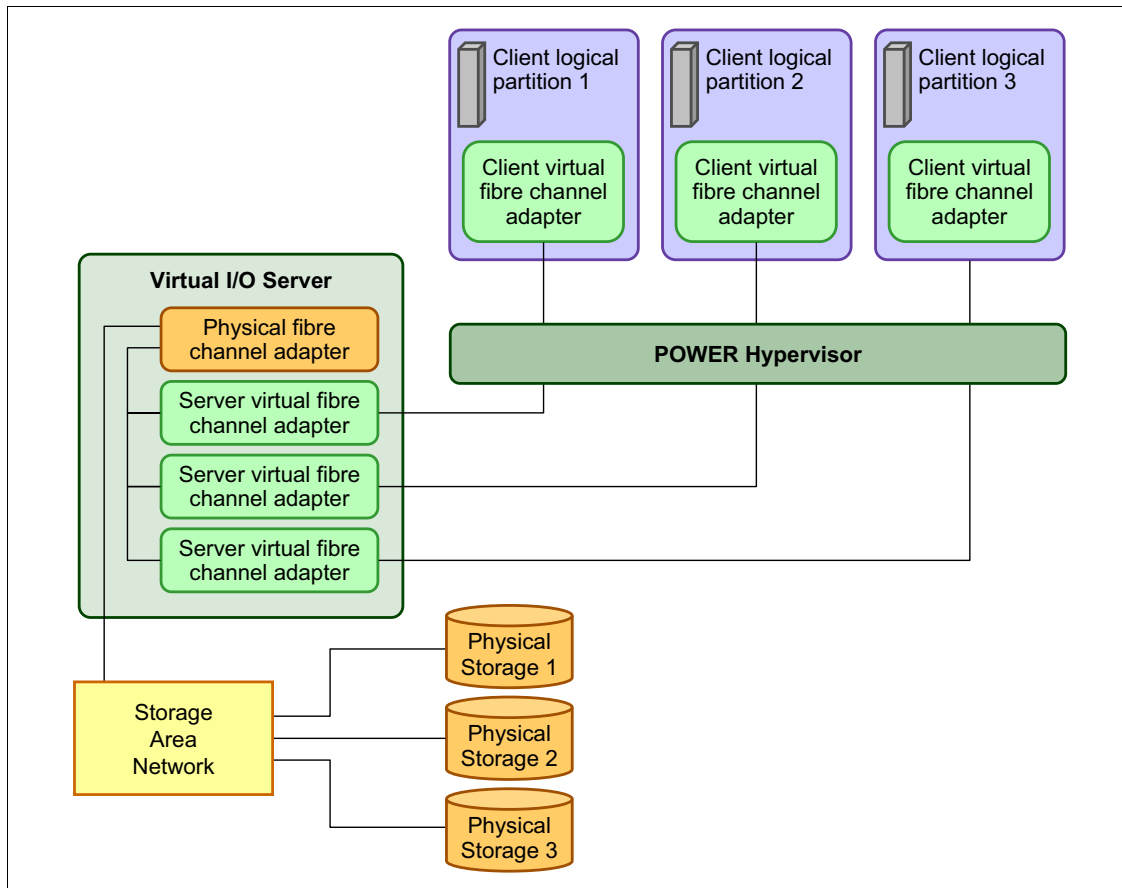 Client logical
partition 1
Client logical
partition 2
Client logical
partition 3
Client virtual
fibre channel
adapter
Client virtual
fibre channel
adapter
Client virtual
fibre channel
adapter
Virtual I/O Server
Physical fibre
channel adapter
POWER Hypervisor
Server virtual fibre
channel adapter
Server virtual fibre
channel adapter
Server virtual fibre
channel adapter
Physical
Storage 1
Storage
Area
Network
Physical
Storage 2
Physical
Storage 3